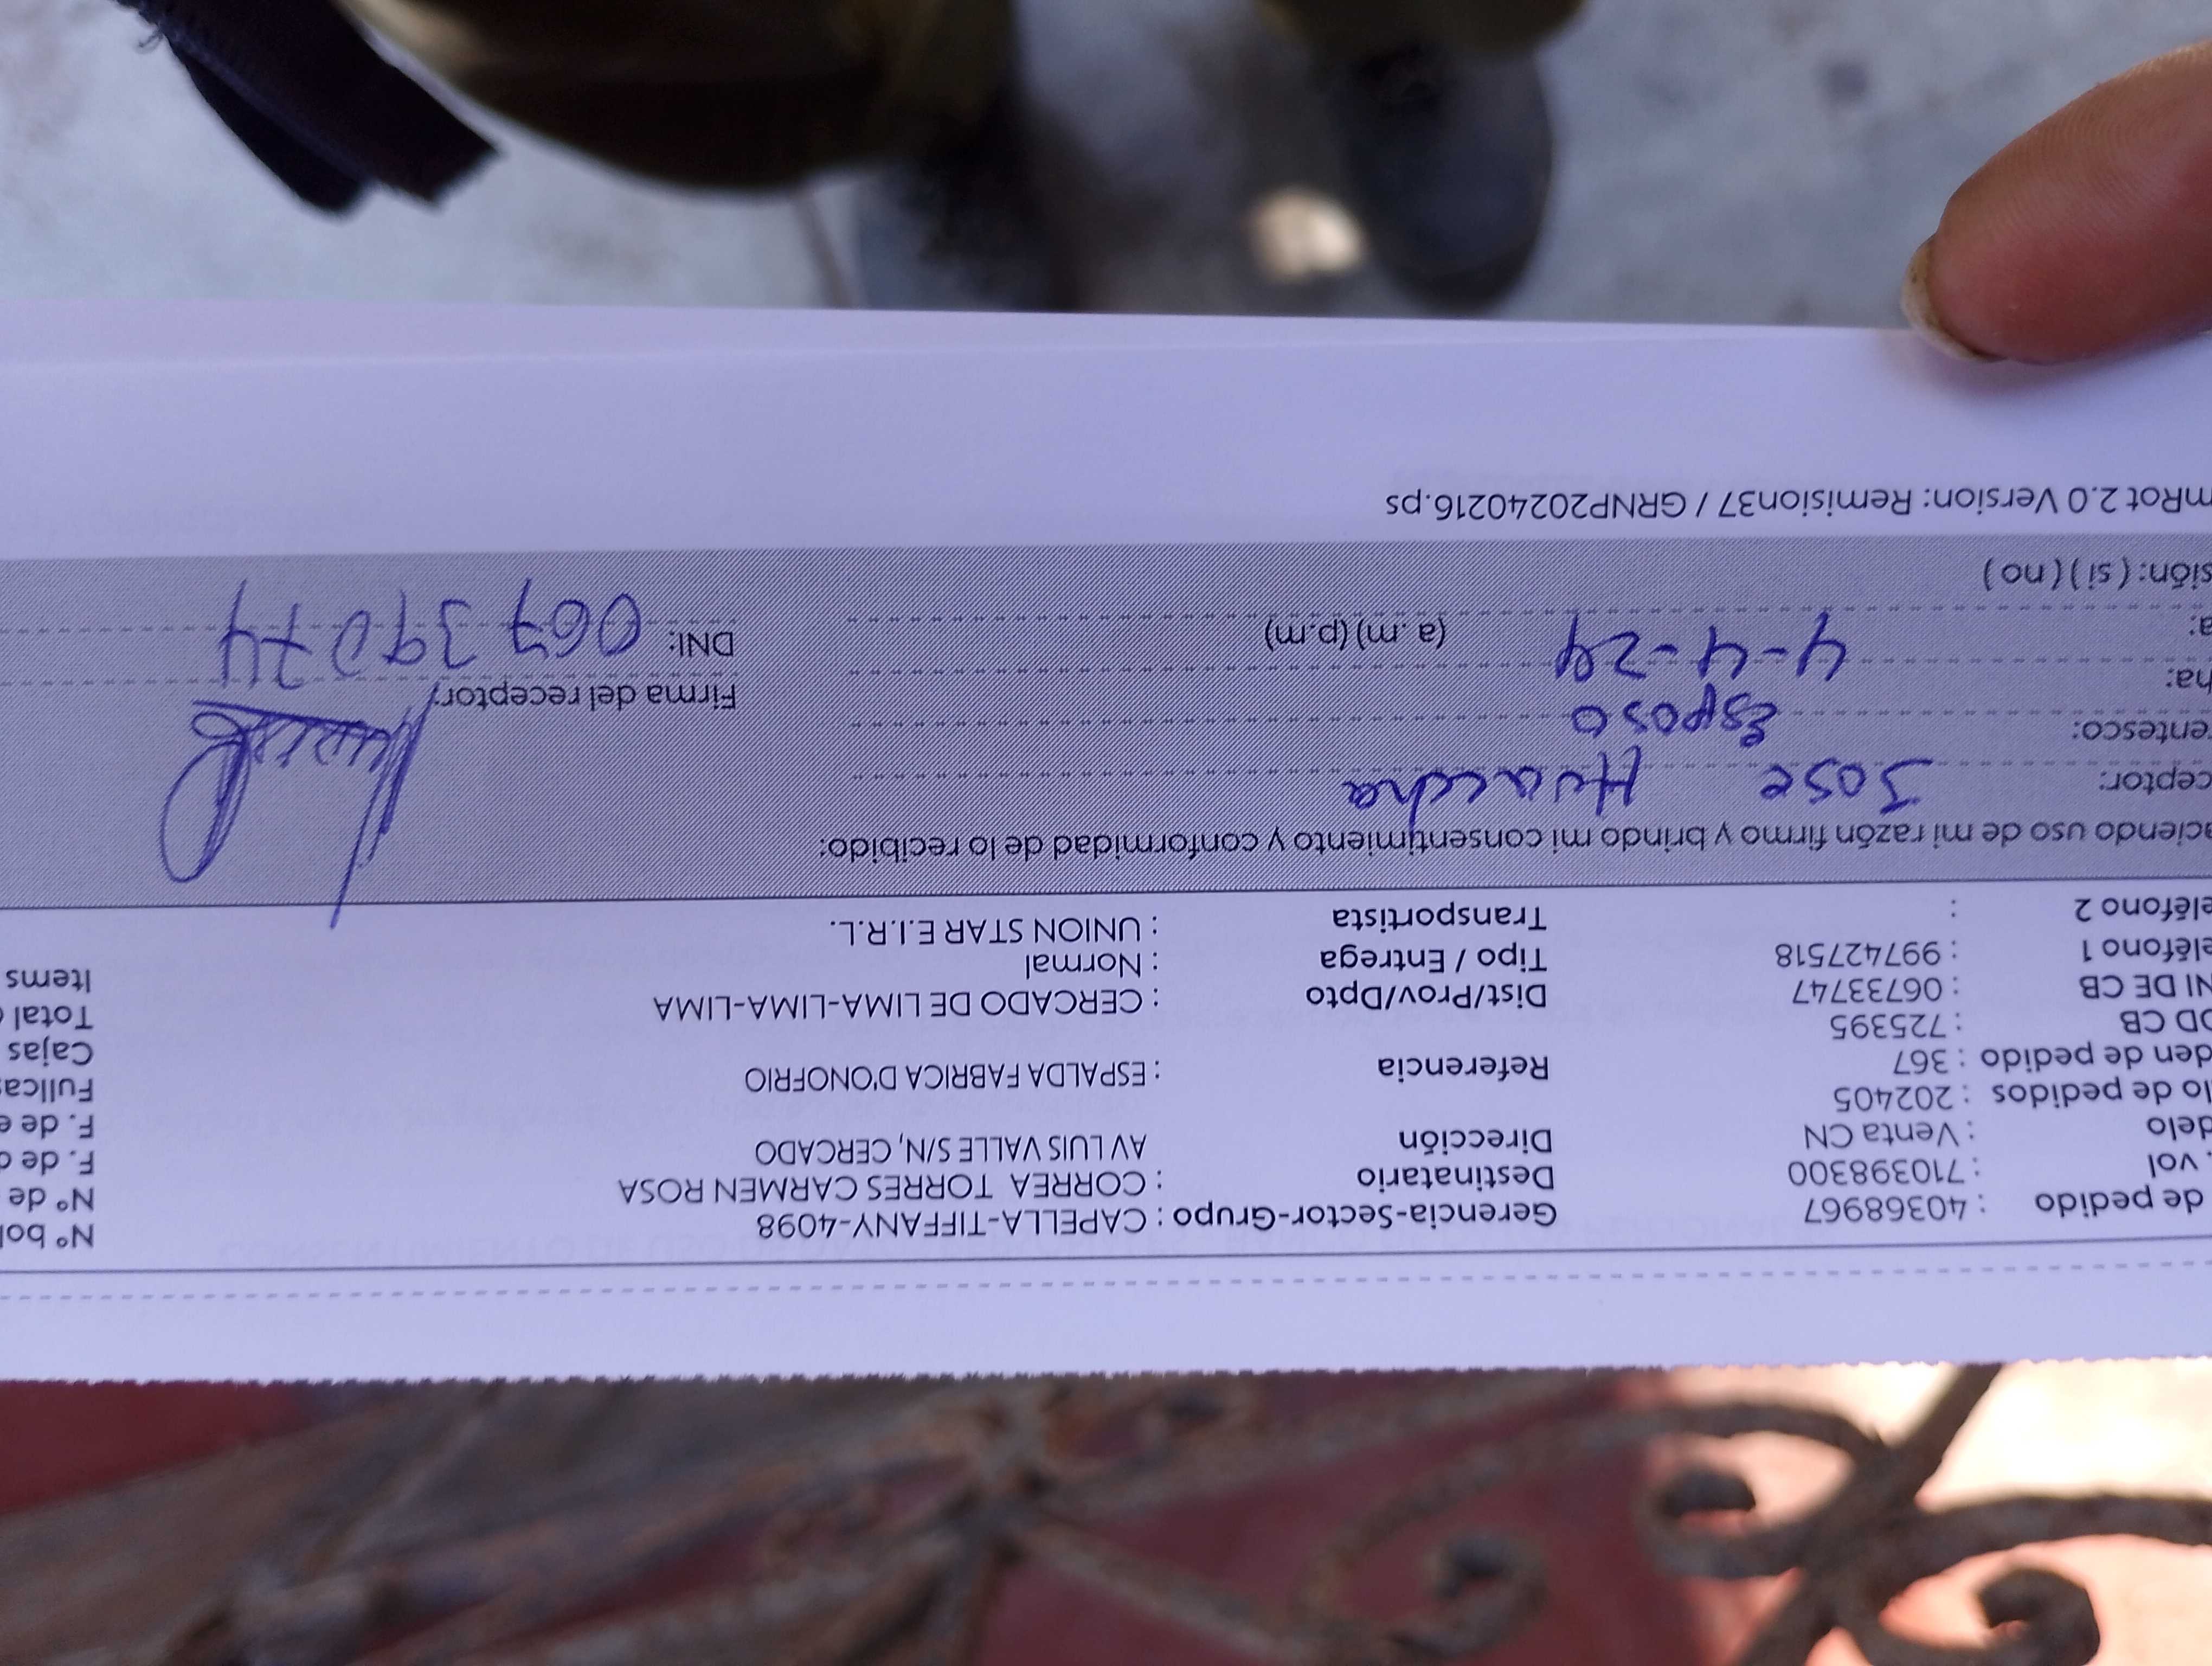 de pedido : 40368967 Gerencia-Sector-Grupo : CAPELLA-TIFFANY-4098 N° bol
. vol : 710398300 Destinatario : CORREA TORRES CARMEN ROSA N° de
delo : Venta CN Dirección AV LUIS VALLE S/N, CERCADO F. de
lo de pedidos : 202405 F. de e
den de pedido : 367 Referencia : ESPALDA FABRICA D'ONOFRIO Fullca
OD CB : 725395 Cajas
NI DE CB : 06733747 Dist/Prov/Dpto : CERCADO DE LIMA-LIMA-LIMA Total
eléfono 1 : 997427518 Tipo / Entrega : Normal Items
eléfono 2 : Transportista : UNION STAR E.I.R.L.
aciendo uso de mi razón firmo y brindo mi consentimiento y conformidad de lo recibido:
ceptor: Jose Huaccha
entesco: Esposo Firma del receptor:
ha: 4-4-24
a: (a.m) (p.m) DNI: 06739074
sión: ( si ) ( no )
mRot 2.0 Version: Remision37 / GRNP20240216.ps